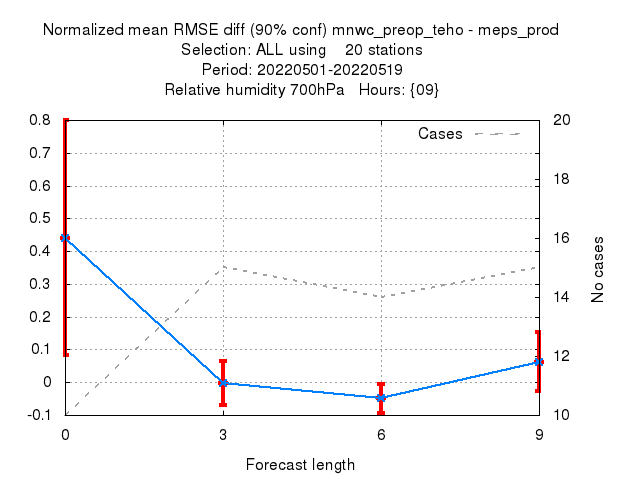 Normalized mean RMSE diff (90% conf) mnwc_preop_teho - meps_prod
Selection: ALL using    20 stations
Period: 20220501-20220519
Relative humidity 700hPa   Hours: {09}
Cases
0.8
0.7
0.6
0.5
0.4
0.3
0.2
0.1
0
-0.1
20
18
16
14
12
10
No cases
0 3 6 9
Forecast length